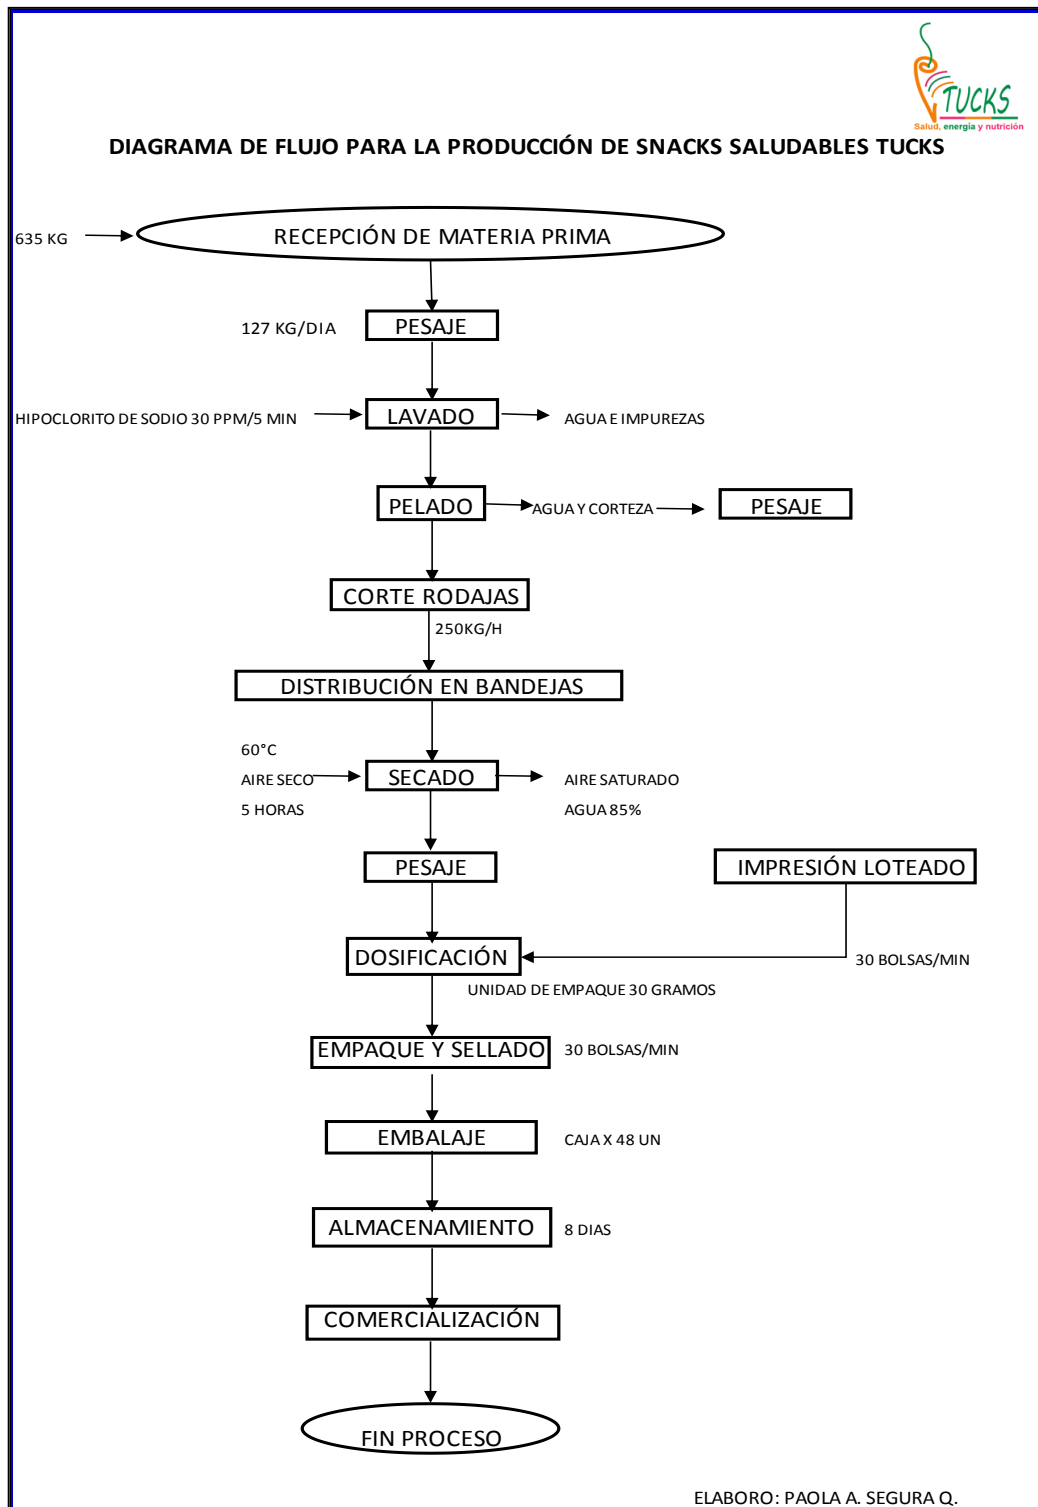 TUCKS
Salud, energía y nutrición
DIAGRAMA DE FLUJO PARA LA PRODUCCIÓN DE SNACKS SALUDABLES TUCKS
635 KG
RECEPCIÓN DE MATERIA PRIMA
127 KG/DIA
PESAJE
HIPOCLORITO DE SODIO 30 PPM/5 MIN
LAVADO
AGUA E IMPUREZAS
PELADO
AGUA Y CORTEZA
PESAJE
CORTE RODAJAS
250KG/H
DISTRIBUCIÓN EN BANDEJAS
60°C
AIRE SECO
5 HORAS
SECADO
AIRE SATURADO
AGUA 85%
PESAJE
IMPRESIÓN LOTEADO
DOSIFICACIÓN
30 BOLSAS/MIN
UNIDAD DE EMPAQUE 30 GRAMOS
EMPAQUE Y SELLADO
30 BOLSAS/MIN
EMBALAJE
CAJA X 48 UN
ALMACENAMIENTO
8 DIAS
COMERCIALIZACIÓN
FIN PROCESO
ELABORO: PAOLA A. SEGURA Q.